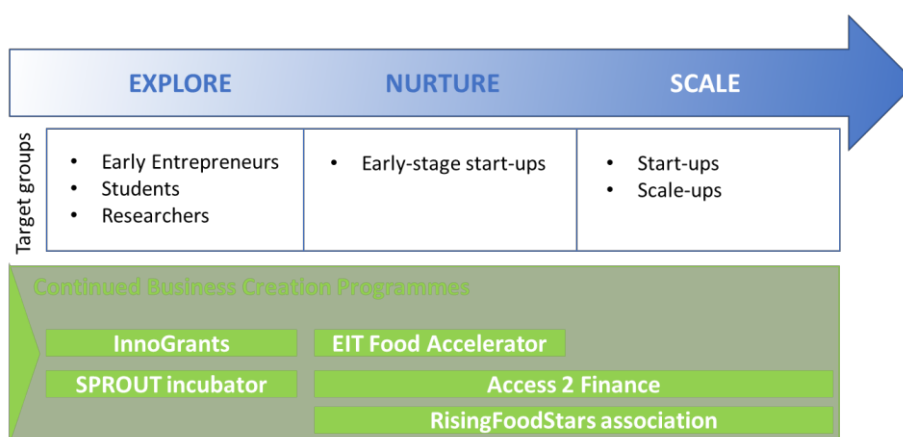 EXPLORE NURTURE SCALE
Target groups
• Early Entrepreneurs
• Students
• Researchers
• Early-stage start-ups
• Start-ups
• Scale-ups
Continued Business Creation Programmes
InnoGrants
EIT Food Accelerator
SPROUT incubator
Access 2 Finance
RisingFoodStars association